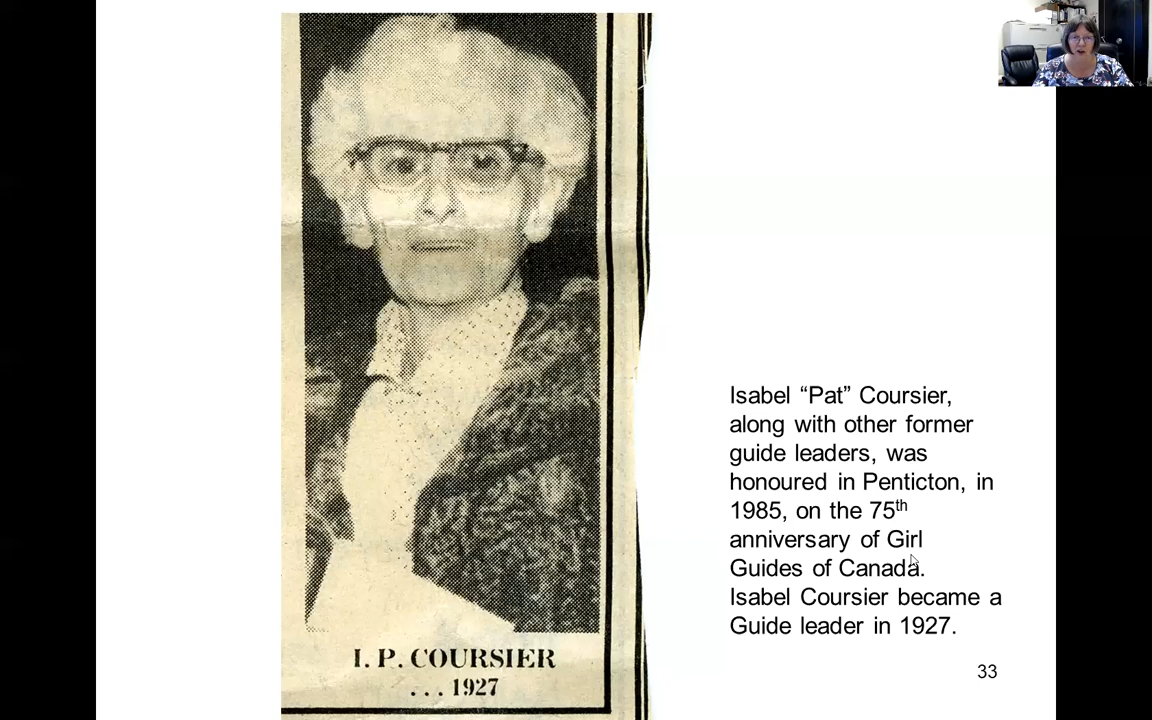 I. P. COURSIER
. . . 1927
Isabel “Pat” Coursier,
along with other former
guide leaders, was
honoured in Penticton, in
1985, on the 75th
anniversary of Girl
Guides of Canada.
Isabel Coursier became a
Guide leader in 1927.
33